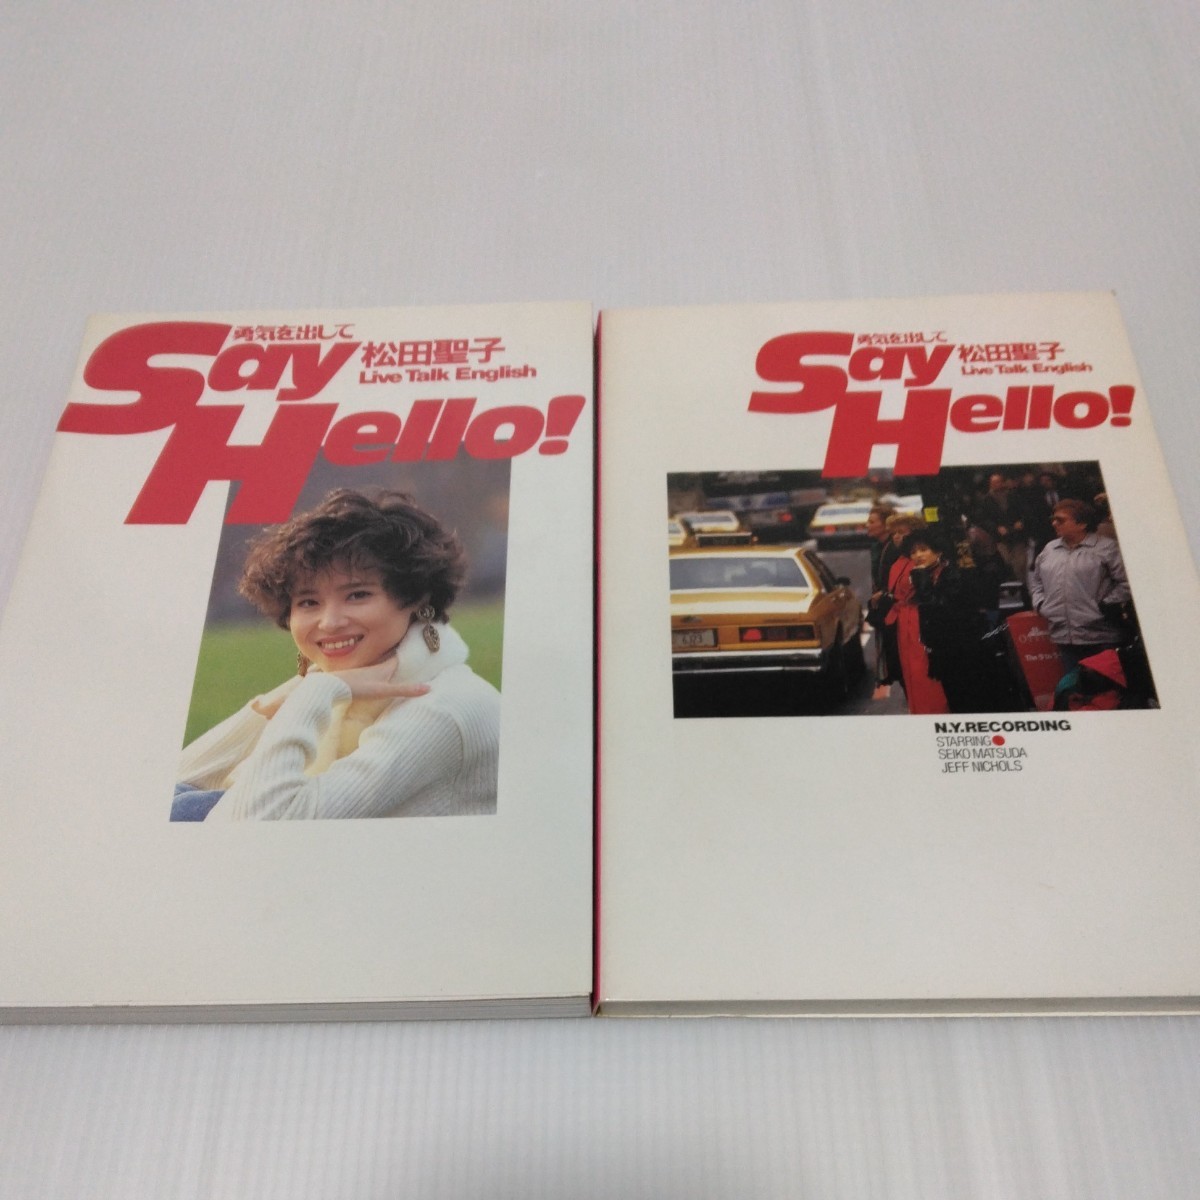 勇気を出して
Say
松田聖子
Live Talk English
Hello!
勇気を出して
Say
松田聖子
Live Talk English
Hello!
N.Y.RECORDING
STARRING●
SEIKO MATSUDA
JEFF NICHOLS